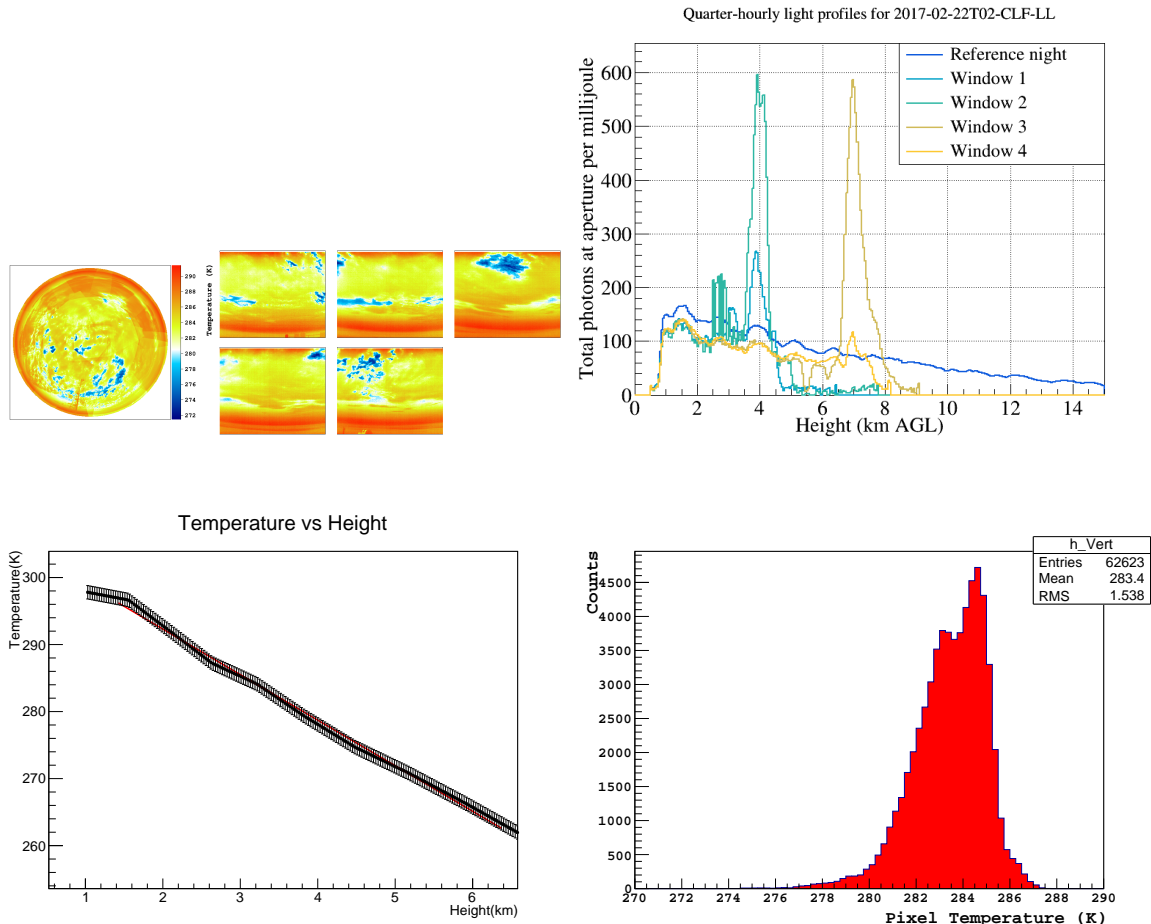 Quarter-hourly light profiles for 2017-02-22T02-CLF-LL
Total photons at aperture per millijoule
600
500
400
300
200
100
0
0 2 4 6 8 10 12 14
Height (km AGL)
Reference night
Window 1
Window 2
Window 3
Window 4
Temperature (K)
290
288
286
284
282
280
278
276
274
272
Temperature vs Height
Temperature(K)
300
290
280
270
260
1 2 3 4 5 6
Height(km)
h_Vert
Entries 62623
Mean 283.4
RMS 1.538
Counts
4500
4000
3500
3000
2500
2000
1500
1000
500
0
270 272 274 276 278 280 282 284 286 288 290
Pixel Temperature (K)